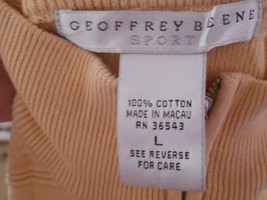 GEOFFREY BEENE
SPORT
100% COTTON
MADE IN MACAU
RN 36543
L
SEE REVERSE
FOR CARE